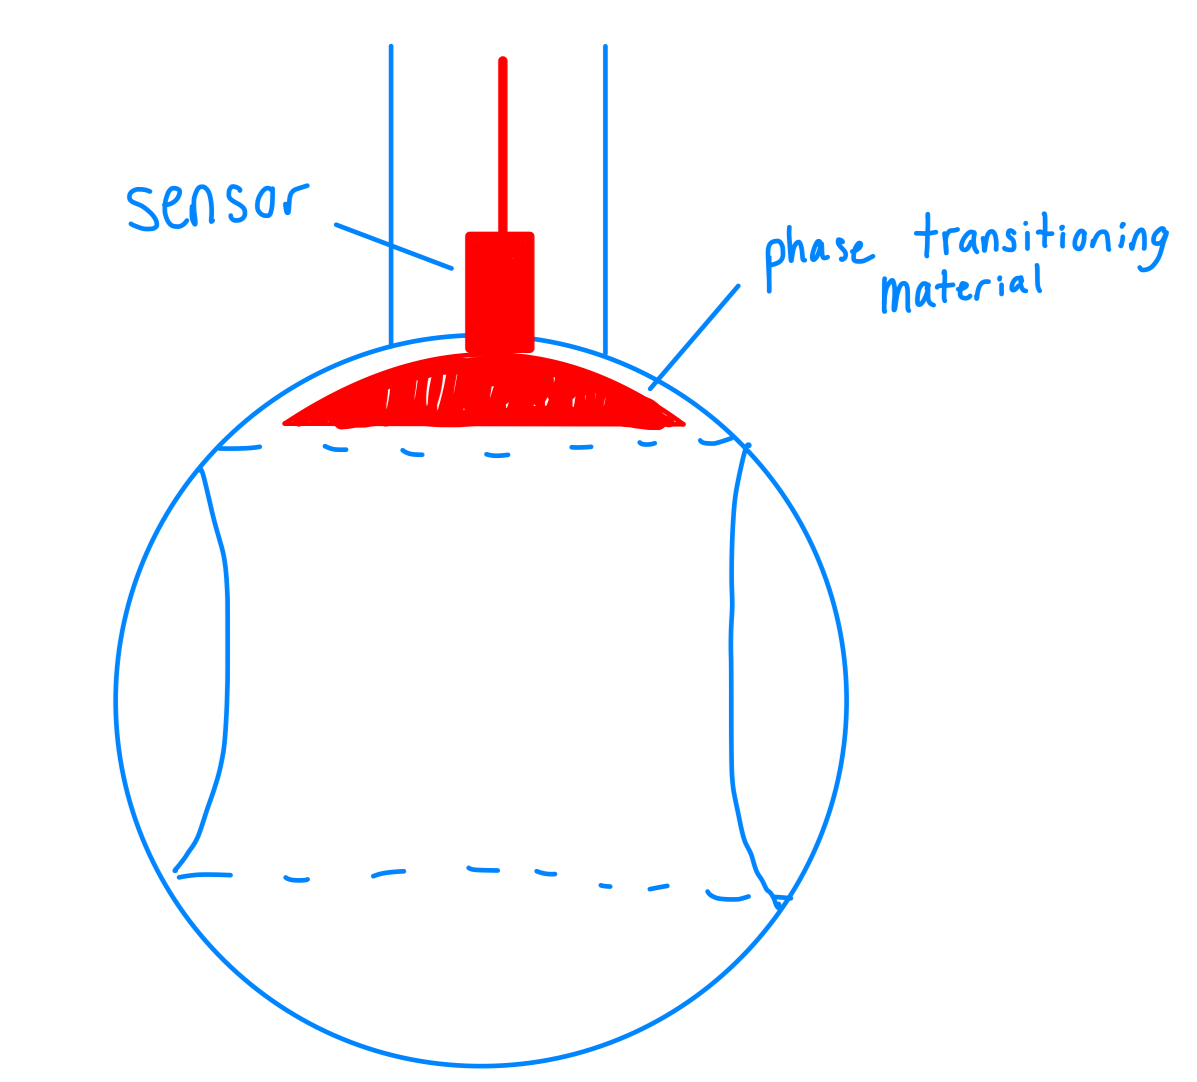 sensor
phase transitioning
material